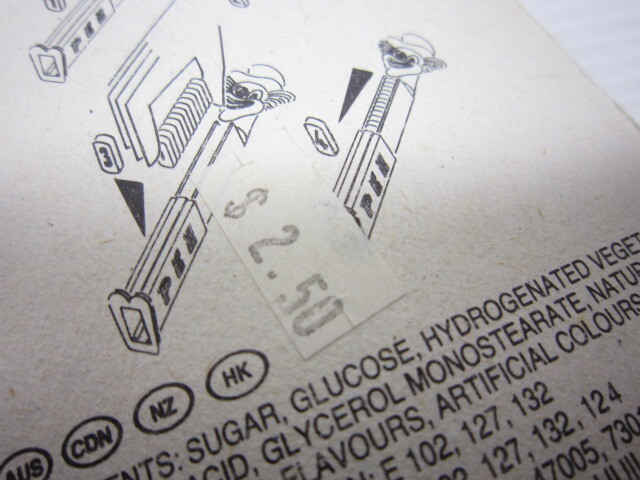 PEZ
3
PEZ
4
PEZ
$ 2.50
AUS CDN NZ HK
ENTS: SUGAR, GLUCOSE, HYDROGENATED VEGET
ACID, GLYCEROL MONOSTEARATE, NATU
FLAVOURS, ARTIFICIAL COLOURS
N: E 102, 127, 132
127, 132, 124
47005, 730